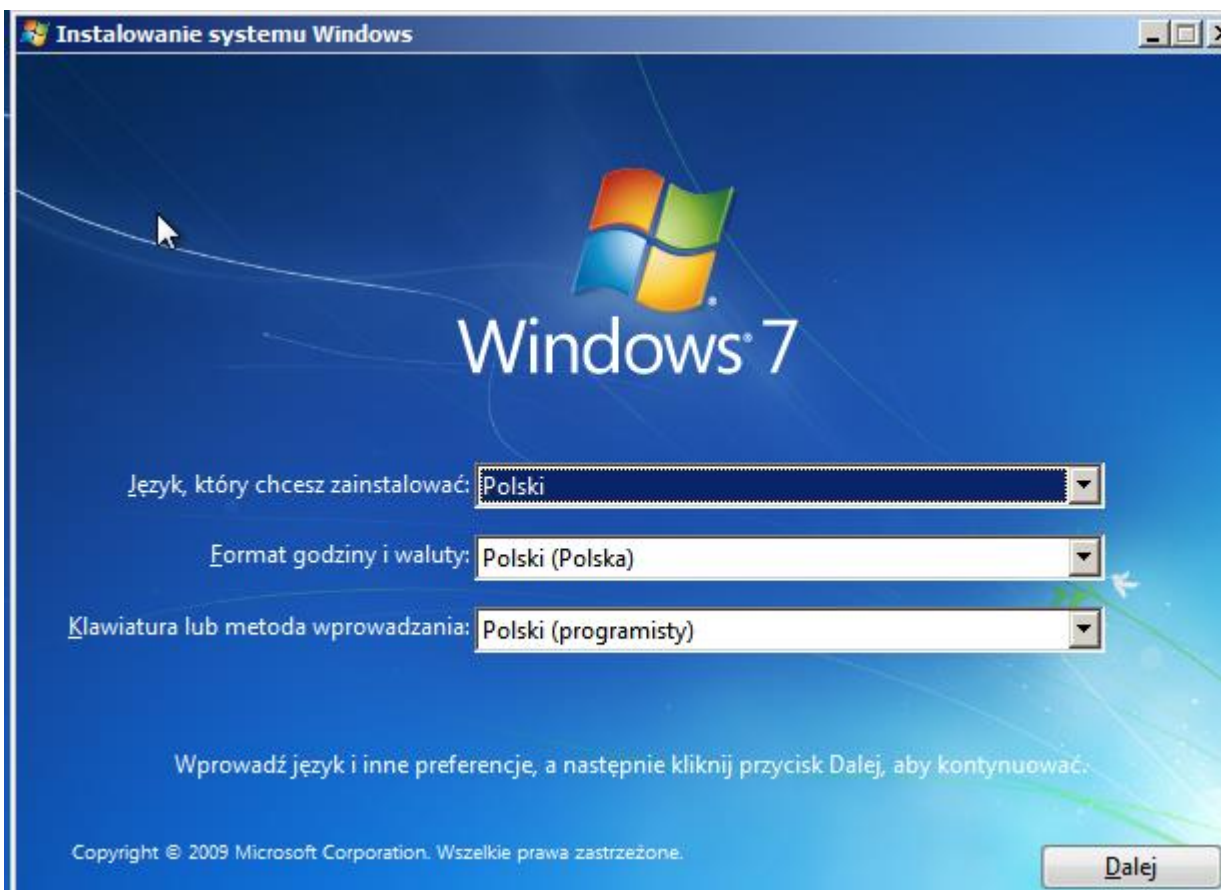 Instalowanie systemu Windows
Windows® 7
Język, który chcesz zainstalować: Polski
Format godziny i waluty: Polski (Polska)
Klawiatura lub metoda wprowadzania: Polski (programisty)
Wprowadź język i inne preferencje, a następnie kliknij przycisk Dalej, aby kontynuować.
Copyright © 2009 Microsoft Corporation. Wszelkie prawa zastrzeżone.
Dalej